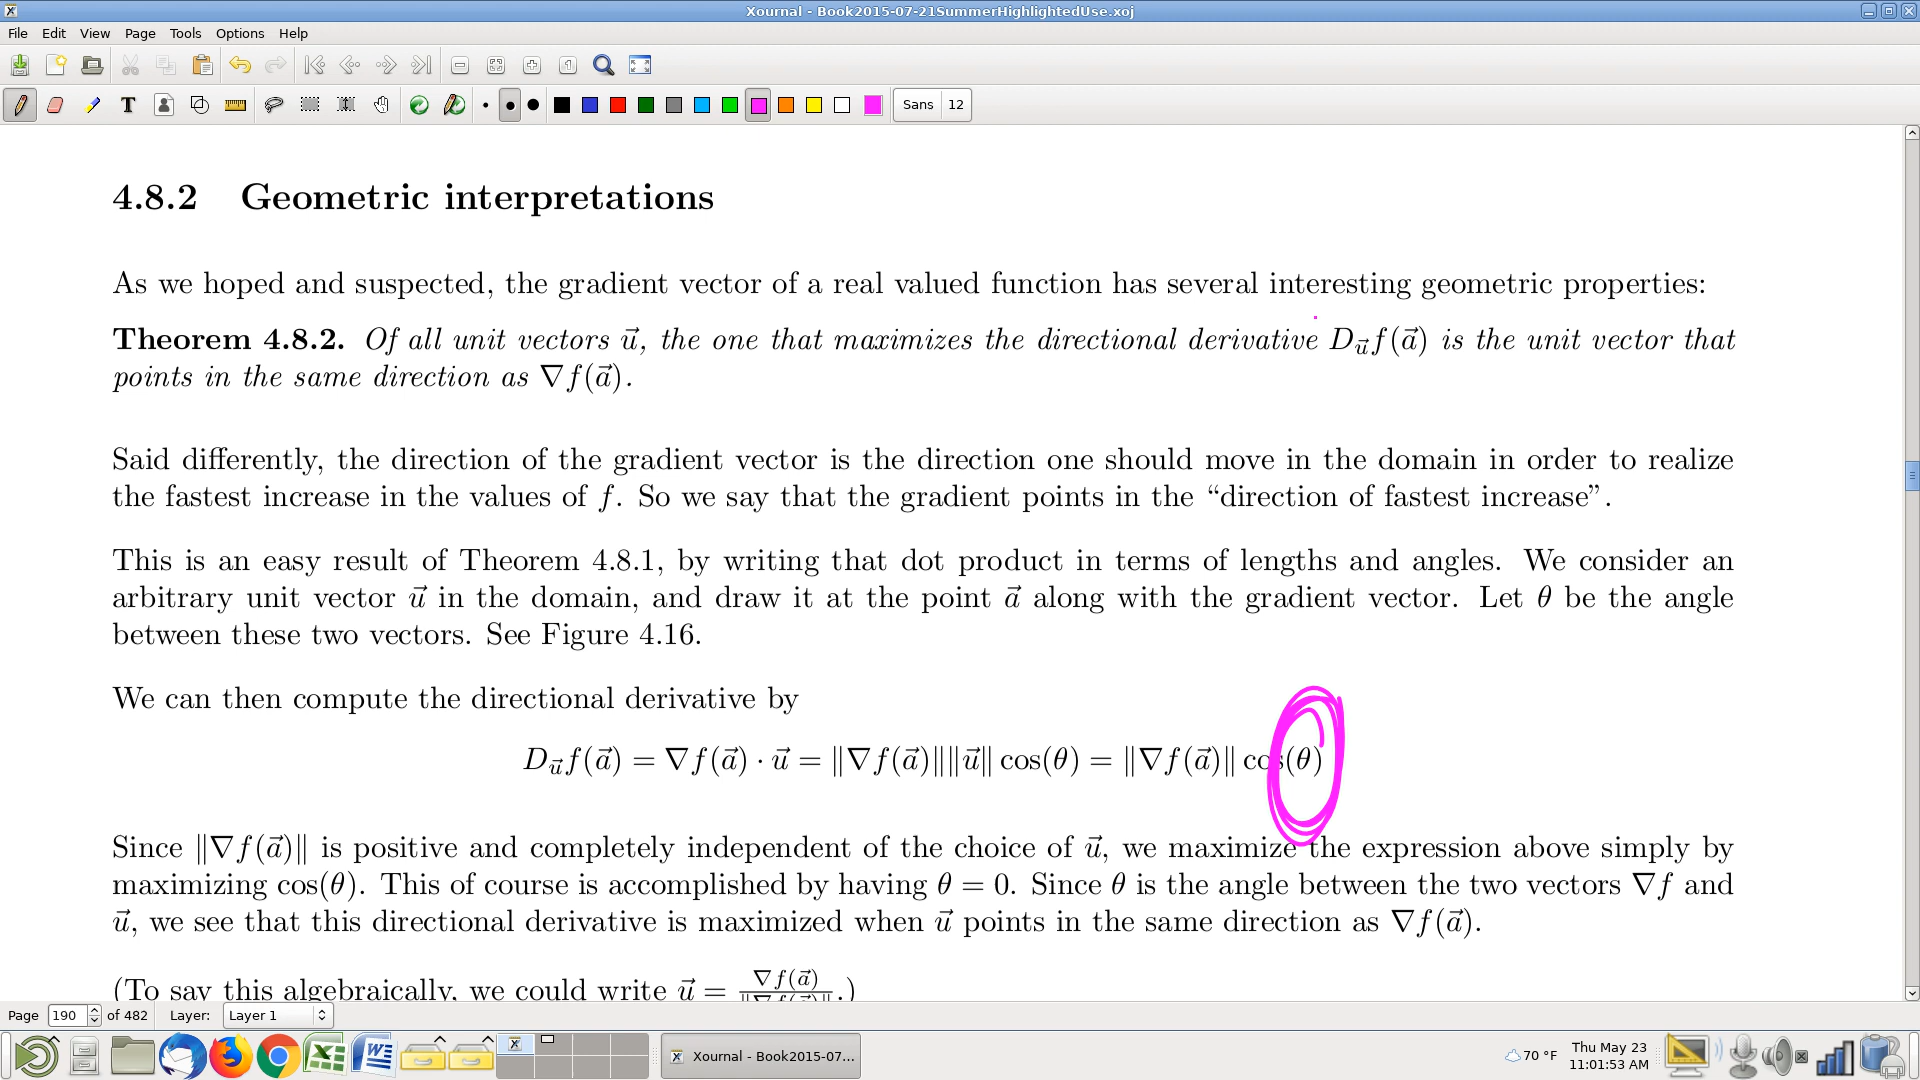 Xournal - Book2015-07-21SummerHighlightedUse.xoj
File Edit View Page Tools Options Help
Sans 12
4.8.2 Geometric interpretations
As we hoped and suspected, the gradient vector of a real valued function has several interesting geometric properties:
Theorem 4.8.2. Of all unit vectors u⃗, the one that maximizes the directional derivative D_u⃗f(a⃗) is the unit vector that
points in the same direction as ∇f(a⃗).
Said differently, the direction of the gradient vector is the direction one should move in the domain in order to realize
the fastest increase in the values of f. So we say that the gradient points in the “direction of fastest increase”.
This is an easy result of Theorem 4.8.1, by writing that dot product in terms of lengths and angles. We consider an
arbitrary unit vector u⃗ in the domain, and draw it at the point a⃗ along with the gradient vector. Let θ be the angle
between these two vectors. See Figure 4.16.
We can then compute the directional derivative by
D_u⃗f(a⃗) = ∇f(a⃗) · u⃗ = ‖∇f(a⃗)‖‖u⃗‖ cos(θ) = ‖∇f(a⃗)‖ cos(θ)
Since ‖∇f(a⃗)‖ is positive and completely independent of the choice of u⃗, we maximize the expression above simply by
maximizing cos(θ). This of course is accomplished by having θ = 0. Since θ is the angle between the two vectors ∇f and
u⃗, we see that this directional derivative is maximized when u⃗ points in the same direction as ∇f(a⃗).
(To say this algebraically, we could write u⃗ = ∇f(a⃗)/‖∇f(a⃗)‖.)
Page 190 of 482 Layer: Layer 1
Xournal - Book2015-07...
70 °F
Thu May 23
11:01:53 AM